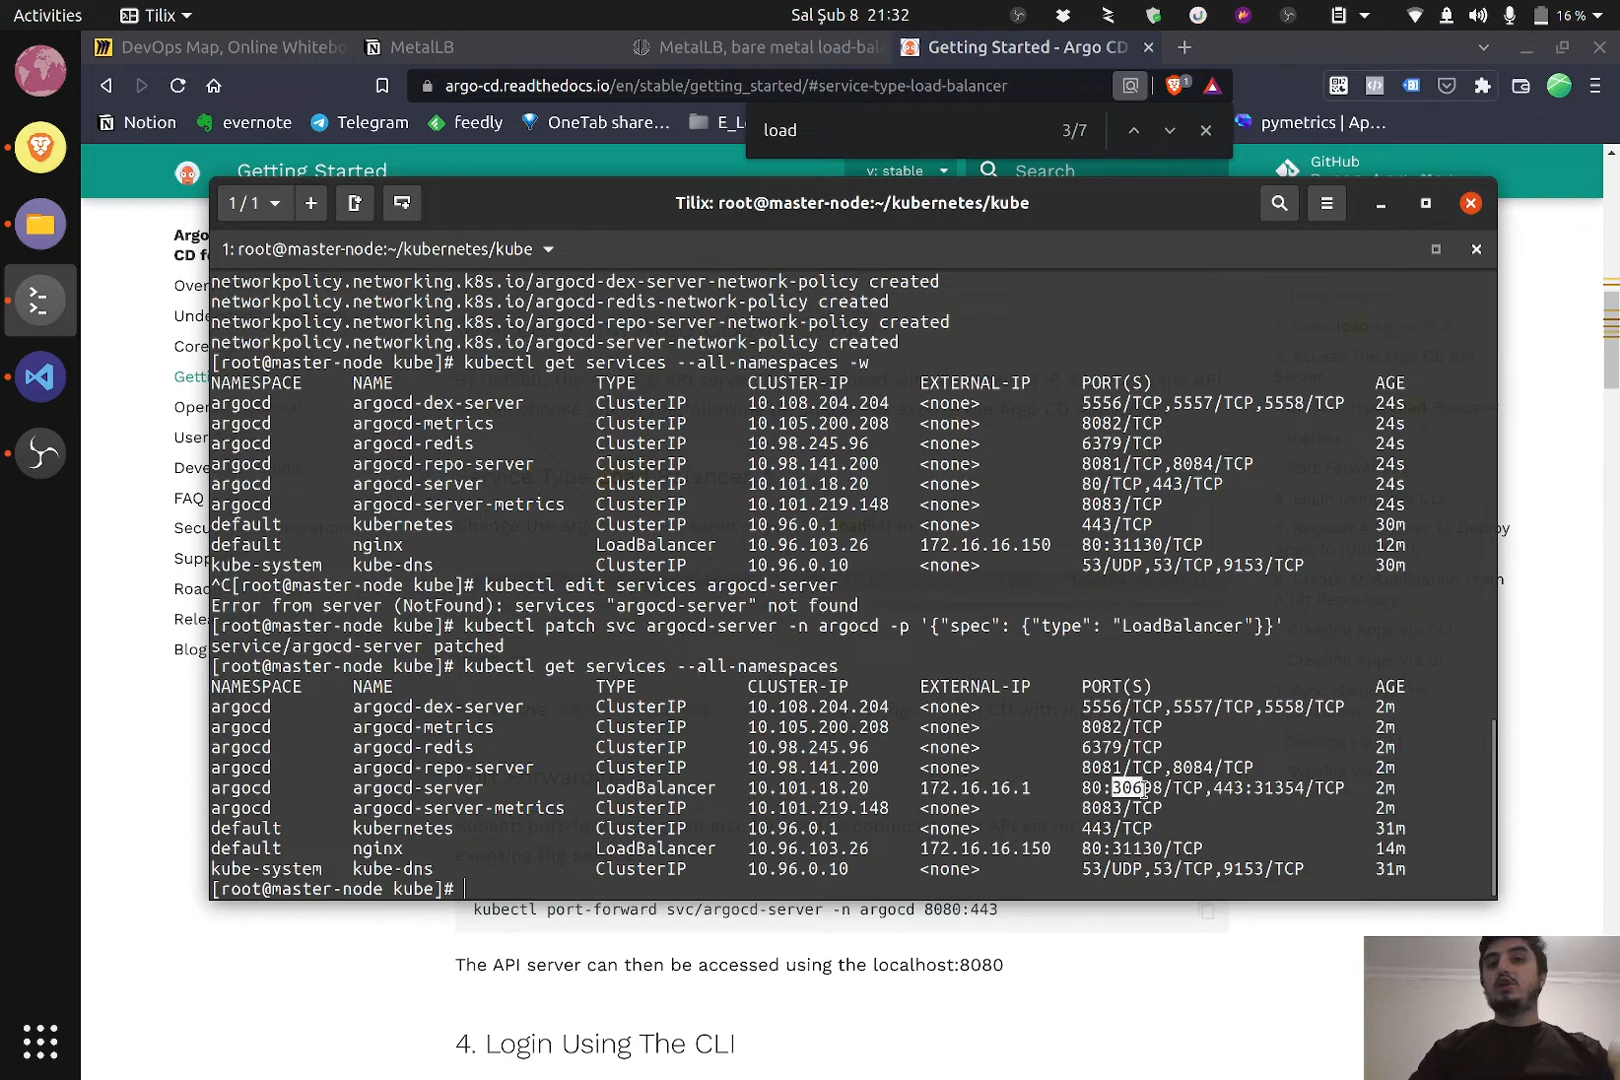 Activities
Tilix
Sal Şub 8 21:32
16 %
DevOps Map, Online Whitebo
MetalLB
MetalLB, bare metal load-bala
Getting Started - Argo CD
argo-cd.readthedocs.io/en/stable/getting_started/#service-type-load-balancer
1
Notion
evernote
Telegram
feedly
OneTab share...
pymetrics | Ap...
load
3/7
Getting Started
v: stable
Search
GitHub
1 / 1
Tilix: root@master-node:~/kubernetes/kube
1: root@master-node:~/kubernetes/kube
networkpolicy.networking.k8s.io/argocd-dex-server-network-policy created
networkpolicy.networking.k8s.io/argocd-redis-network-policy created
networkpolicy.networking.k8s.io/argocd-repo-server-network-policy created
networkpolicy.networking.k8s.io/argocd-server-network-policy created
[root@master-node kube]# kubectl get services --all-namespaces -w
NAMESPACE NAME TYPE CLUSTER-IP EXTERNAL-IP PORT(S) AGE
argocd argocd-dex-server ClusterIP 10.108.204.204 <none> 5556/TCP,5557/TCP,5558/TCP 24s
argocd argocd-metrics ClusterIP 10.105.200.208 <none> 8082/TCP 24s
argocd argocd-redis ClusterIP 10.98.245.96 <none> 6379/TCP 24s
argocd argocd-repo-server ClusterIP 10.98.141.200 <none> 8081/TCP,8084/TCP 24s
argocd argocd-server ClusterIP 10.101.18.20 <none> 80/TCP,443/TCP 24s
argocd argocd-server-metrics ClusterIP 10.101.219.148 <none> 8083/TCP 24s
default kubernetes ClusterIP 10.96.0.1 <none> 443/TCP 30m
default nginx LoadBalancer 10.96.103.26 172.16.16.150 80:31130/TCP 12m
kube-system kube-dns ClusterIP 10.96.0.10 <none> 53/UDP,53/TCP,9153/TCP 30m
^C[root@master-node kube]# kubectl edit services argocd-server
Error from server (NotFound): services "argocd-server" not found
[root@master-node kube]# kubectl patch svc argocd-server -n argocd -p '{"spec": {"type": "LoadBalancer"}}'
service/argocd-server patched
[root@master-node kube]# kubectl get services --all-namespaces
NAMESPACE NAME TYPE CLUSTER-IP EXTERNAL-IP PORT(S) AGE
argocd argocd-dex-server ClusterIP 10.108.204.204 <none> 5556/TCP,5557/TCP,5558/TCP 2m
argocd argocd-metrics ClusterIP 10.105.200.208 <none> 8082/TCP 2m
argocd argocd-redis ClusterIP 10.98.245.96 <none> 6379/TCP 2m
argocd argocd-repo-server ClusterIP 10.98.141.200 <none> 8081/TCP,8084/TCP 2m
argocd argocd-server LoadBalancer 10.101.18.20 172.16.16.1 80:30698/TCP,443:31354/TCP 2m
argocd argocd-server-metrics ClusterIP 10.101.219.148 <none> 8083/TCP 2m
default kubernetes ClusterIP 10.96.0.1 <none> 443/TCP 31m
default nginx LoadBalancer 10.96.103.26 172.16.16.150 80:31130/TCP 14m
kube-system kube-dns ClusterIP 10.96.0.10 <none> 53/UDP,53/TCP,9153/TCP 31m
[root@master-node kube]#
kubectl port-forward svc/argocd-server -n argocd 8080:443
The API server can then be accessed using the localhost:8080
4. Login Using The CLI
FAQ